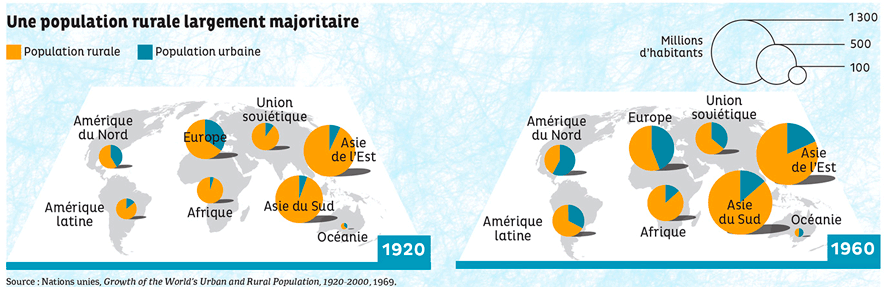 Une population rurale largement majoritaire
Population rurale
Population urbaine
Millions
d'habitants
1 300
500
100
Amérique
du Nord
Europe
Union
soviétique
Asie
de l'Est
Amérique
latine
Afrique
Asie du Sud
Océanie
1920
Amérique
du Nord
Europe
Union
soviétique
Asie
de l'Est
Amérique
latine
Afrique
Asie
du Sud
Océanie
1960
Source : Nations unies, Growth of the World's Urban and Rural Population, 1920-2000, 1969.